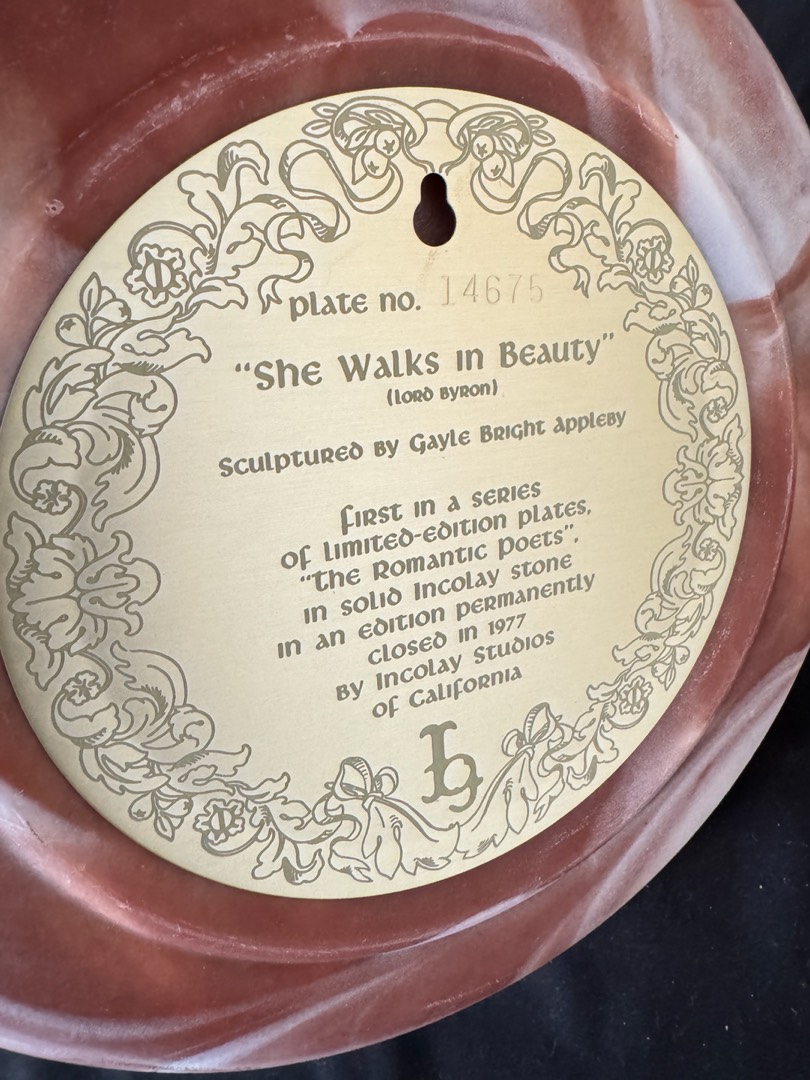 plate no. 14675
"She Walks in Beauty"
(Lord Byron)
Sculptured by Gayle Bright Appleby
First in a series
of limited-edition plates,
"The Romantic Poets",
in solid Incolay stone
in an edition permanently
closed in 1977
by Incolay Studios
of California